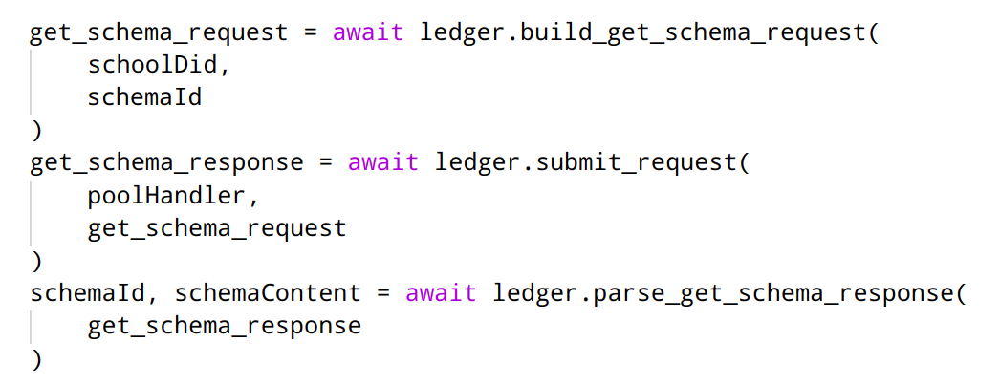 get_schema_request = await ledger.build_get_schema_request(
    schoolDid,
    schemaId
)
get_schema_response = await ledger.submit_request(
    poolHandler,
    get_schema_request
)
schemaId, schemaContent = await ledger.parse_get_schema_response(
    get_schema_response
)